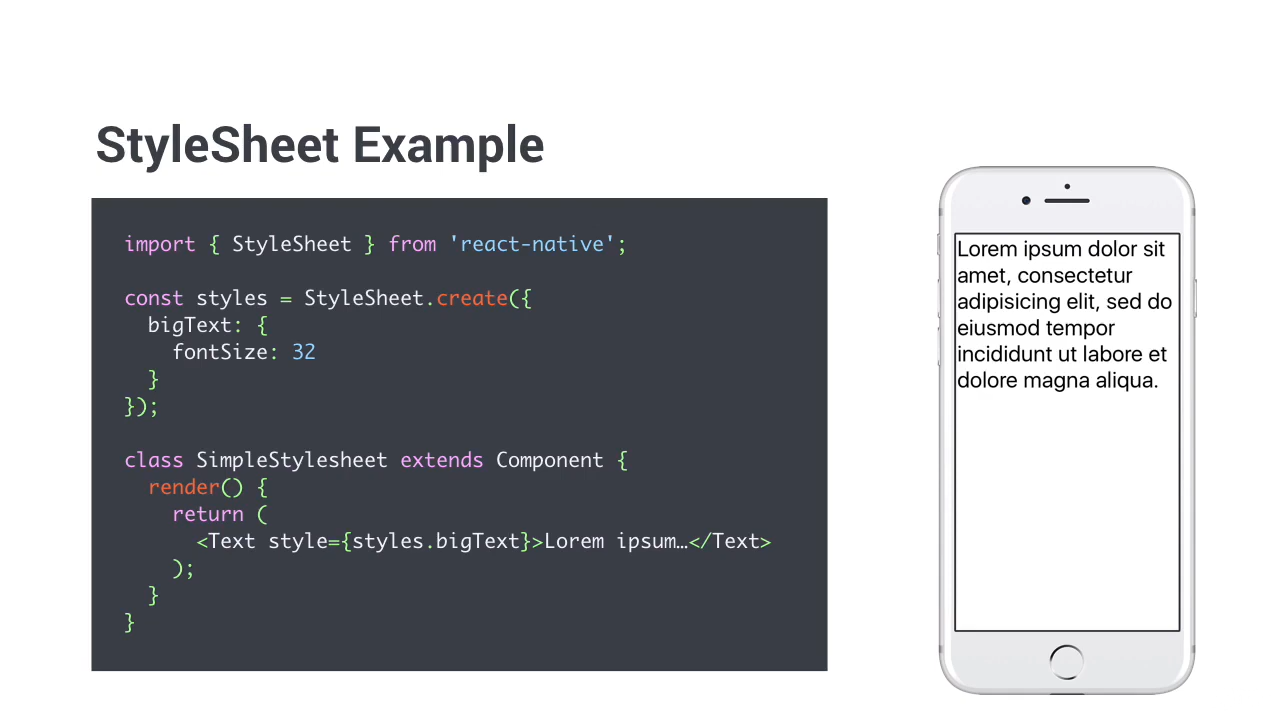 StyleSheet Example
import { StyleSheet } from 'react-native';
const styles = StyleSheet.create({
  bigText: {
    fontSize: 32
  }
});
class SimpleStylesheet extends Component {
  render() {
    return (
      <Text style={styles.bigText}>Lorem ipsum…</Text>
    );
  }
}
Lorem ipsum dolor sit
amet, consectetur
adipisicing elit, sed do
eiusmod tempor
incididunt ut labore et
dolore magna aliqua.